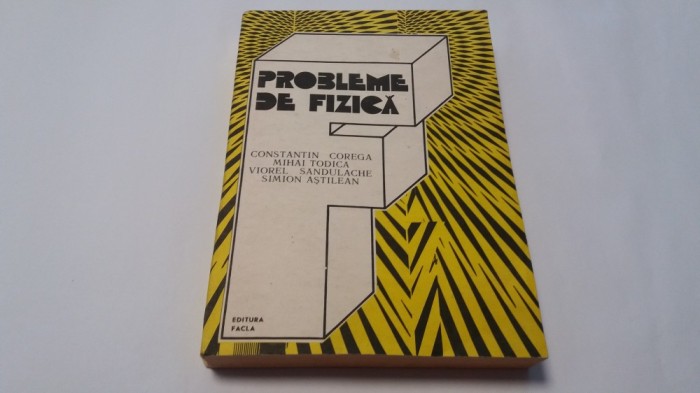 PROBLEME
DE FIZICĂ
CONSTANTIN COREGA
MIHAI TODICA
VIOREL SANDULACHE
SIMION AȘTILEAN
EDITURA
FACLA